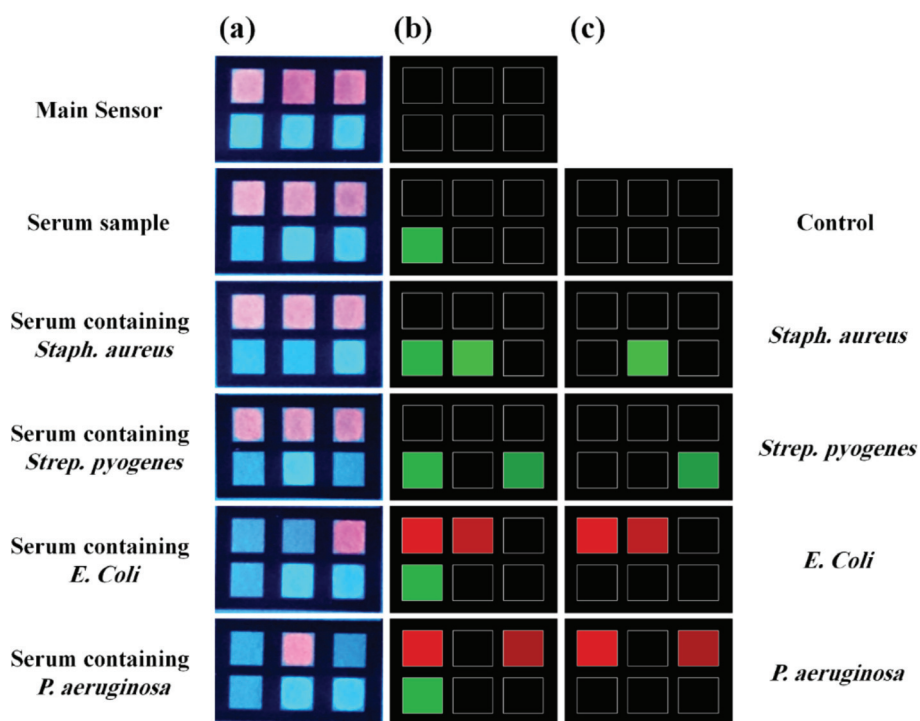 (a)
(b)
(c)
Main Sensor
Serum sample
Control
Serum containing
Staph. aureus
Staph. aureus
Serum containing
Strep. pyogenes
Strep. pyogenes
Serum containing
E. Coli
E. Coli
Serum containing
P. aeruginosa
P. aeruginosa